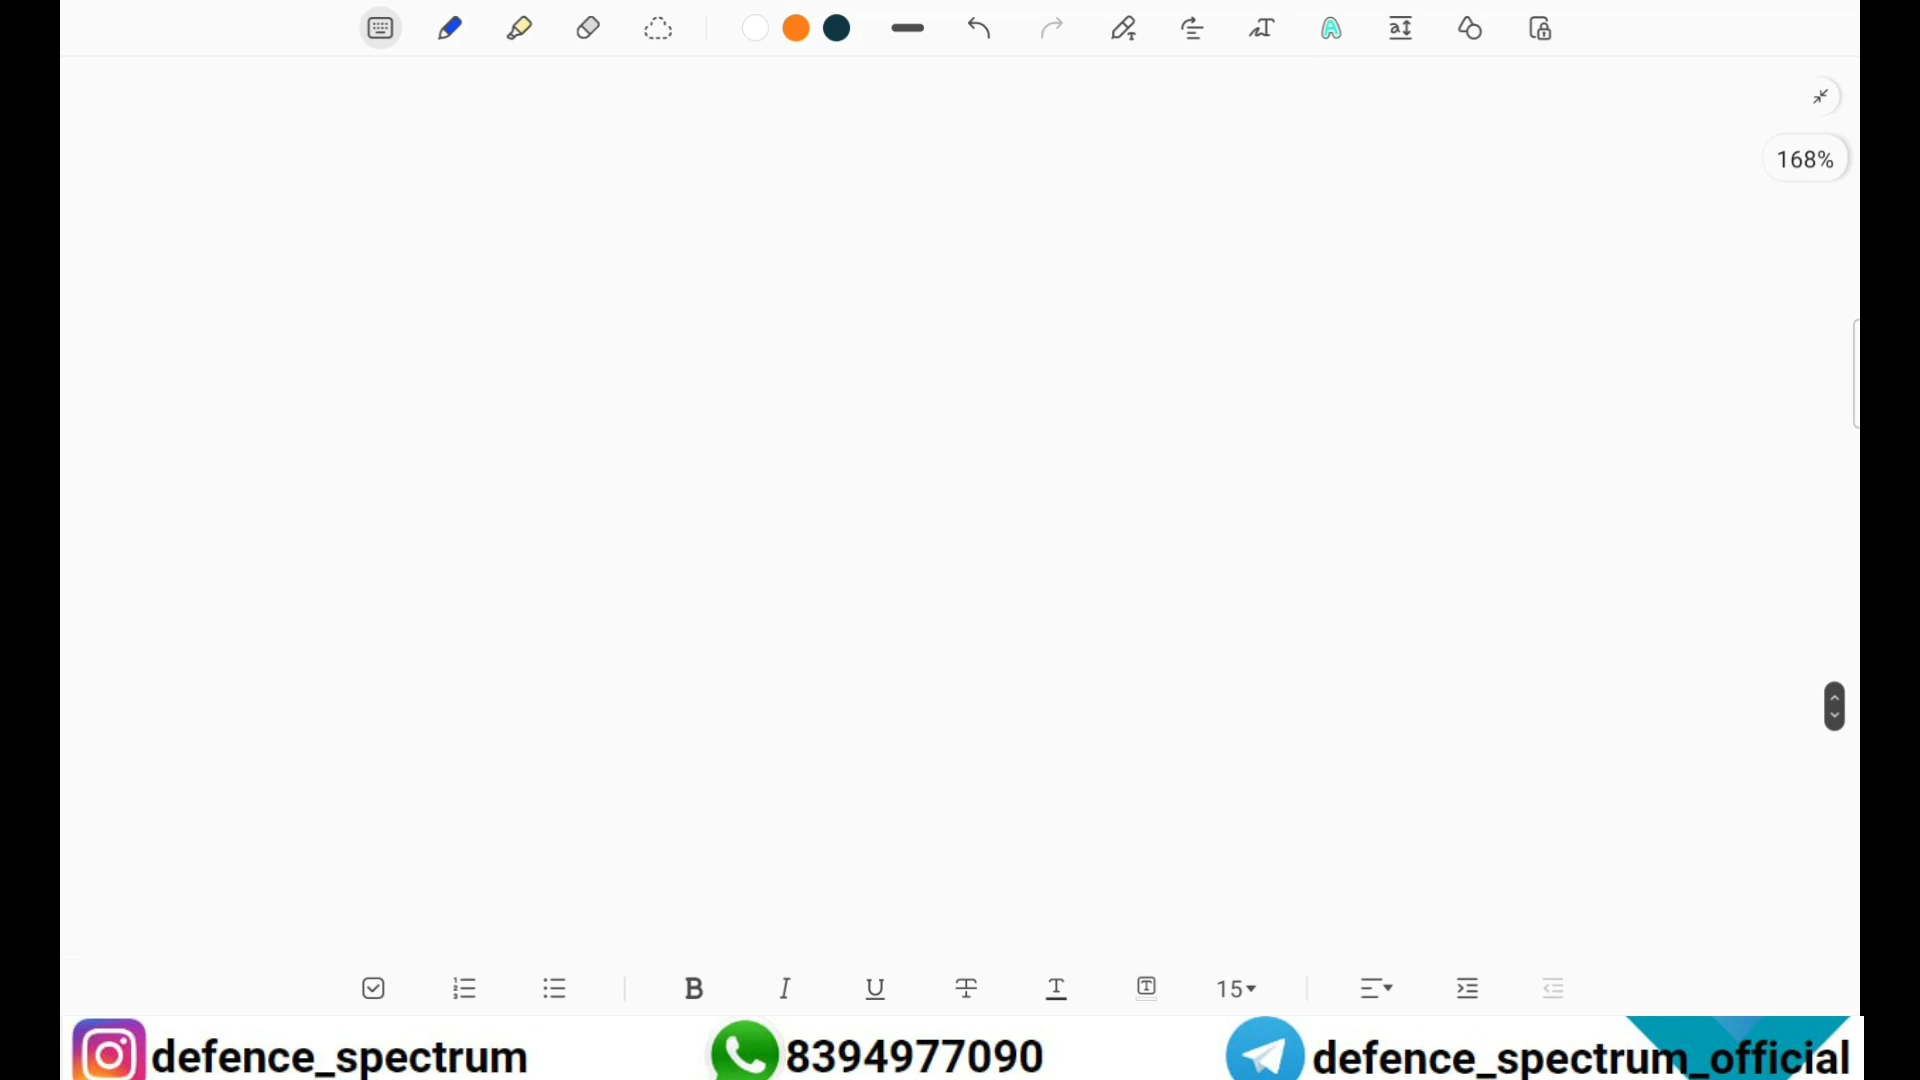 168%
B I U T T T 15
defence_spectrum 8394977090 defence_spectrum_official